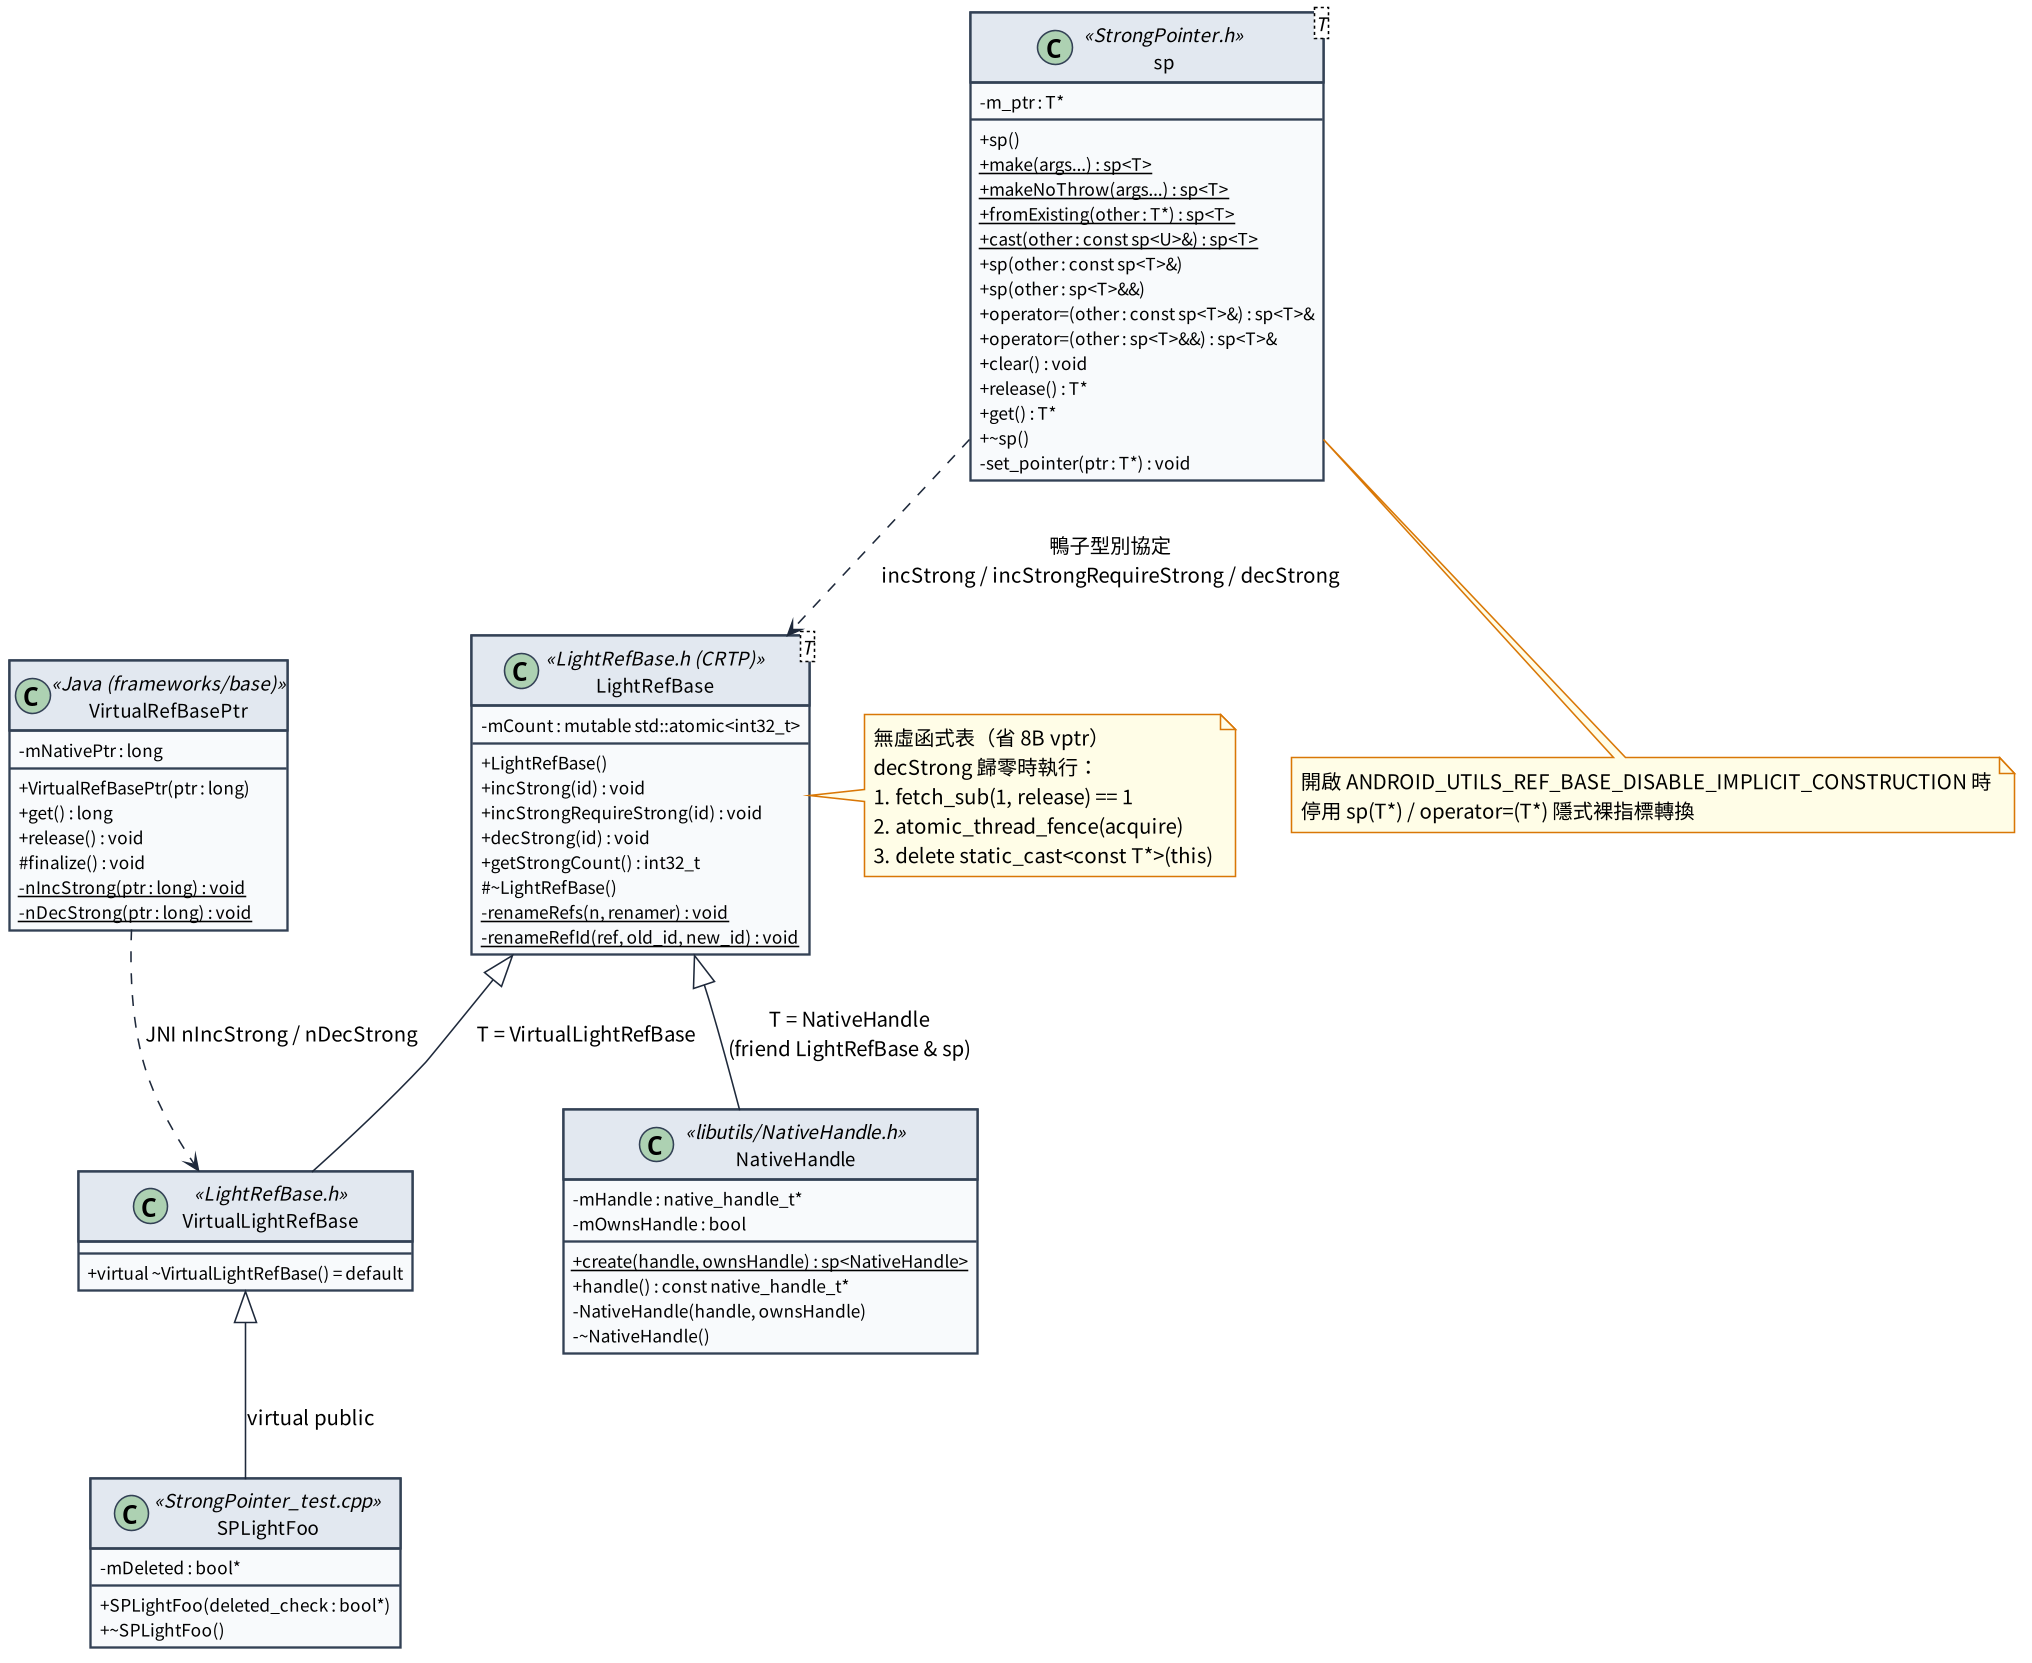 T
C
«StrongPointer.h»
sp
-m_ptr : T*
+sp()
+make(args...) : sp<T>
+makeNoThrow(args...) : sp<T>
+fromExisting(other : T*) : sp<T>
+cast(other : const sp<U>&) : sp<T>
+sp(other : const sp<T>&)
+sp(other : sp<T>&&)
+operator=(other : const sp<T>&) : sp<T>&
+operator=(other : sp<T>&&) : sp<T>&
+clear() : void
+release() : T*
+get() : T*
+~sp()
-set_pointer(ptr : T*) : void
鴨子型別協定
incStrong / incStrongRequireStrong / decStrong
C
«Java (frameworks/base)»
VirtualRefBasePtr
-mNativePtr : long
+VirtualRefBasePtr(ptr : long)
+get() : long
+release() : void
#finalize() : void
-nIncStrong(ptr : long) : void
-nDecStrong(ptr : long) : void
T
C
«LightRefBase.h (CRTP)»
LightRefBase
-mCount : mutable std::atomic<int32_t>
+LightRefBase()
+incStrong(id) : void
+incStrongRequireStrong(id) : void
+decStrong(id) : void
+getStrongCount() : int32_t
#~LightRefBase()
-renameRefs(n, renamer) : void
-renameRefId(ref, old_id, new_id) : void
無虛函式表（省 8B vptr）
decStrong 歸零時執行：
1. fetch_sub(1, release) == 1
2. atomic_thread_fence(acquire)
3. delete static_cast<const T*>(this)
開啟 ANDROID_UTILS_REF_BASE_DISABLE_IMPLICIT_CONSTRUCTION 時
停用 sp(T*) / operator=(T*) 隱式裸指標轉換
JNI nIncStrong / nDecStrong
T = VirtualLightRefBase
T = NativeHandle
(friend LightRefBase & sp)
C
«LightRefBase.h»
VirtualLightRefBase
+virtual ~VirtualLightRefBase() = default
C
«libutils/NativeHandle.h»
NativeHandle
-mHandle : native_handle_t*
-mOwnsHandle : bool
+create(handle, ownsHandle) : sp<NativeHandle>
+handle() : const native_handle_t*
-NativeHandle(handle, ownsHandle)
-~NativeHandle()
virtual public
C
«StrongPointer_test.cpp»
SPLightFoo
-mDeleted : bool*
+SPLightFoo(deleted_check : bool*)
+~SPLightFoo()